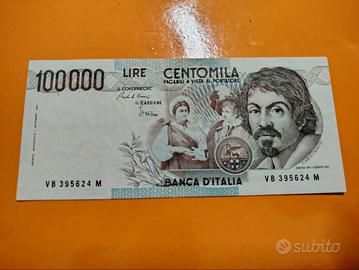 100000 LIRE CENTOMILA
PAGABILI A VISTA AL PORTATORE
IL GOVERNATORE
IL CASSIERE
BANCA D'ITALIA
VB 395624 M
VB 395624 M
subito